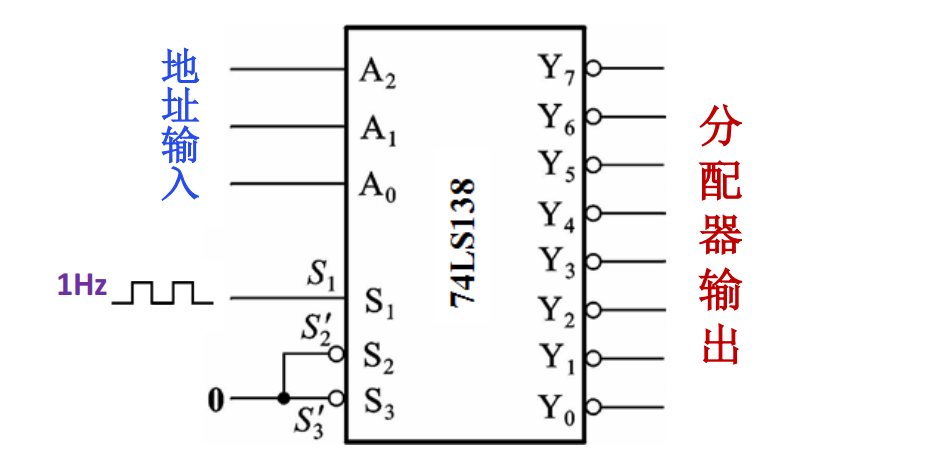 地址输入
A₂
A₁
A₀
1Hz
S₁
S₁
S₂′
S₂
0
S₃′
S₃
74LS138
Y₇
Y₆
Y₅
Y₄
Y₃
Y₂
Y₁
Y₀
分配器输出